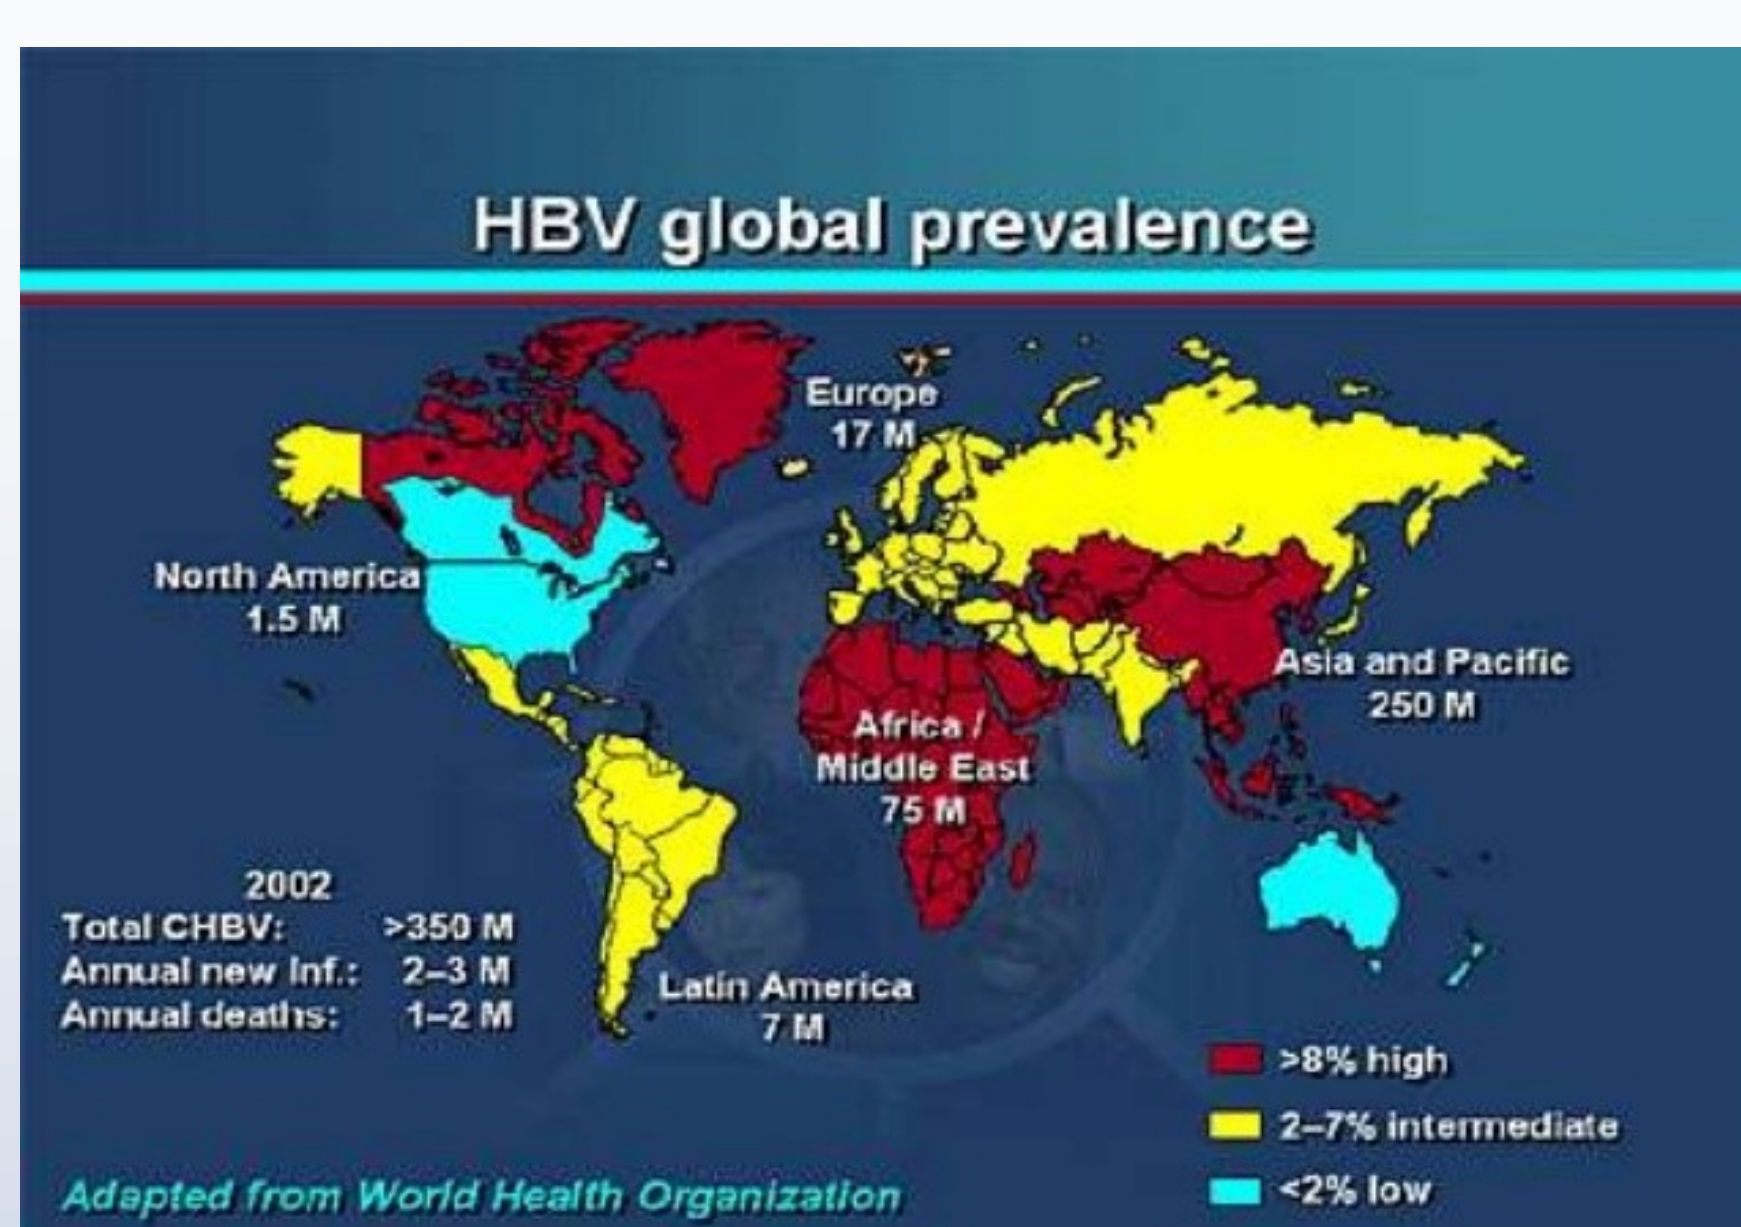 HBV global prevalence
Europe
17 M
North America
1.5 M
Asia and Pacific
250 M
Africa /
Middle East
75 M
2002
Total CHBV: >350 M
Annual new Inf.: 2–3 M
Annual deaths: 1–2 M
Latin America
7 M
>8% high
2–7% intermediate
<2% low
Adapted from World Health Organization